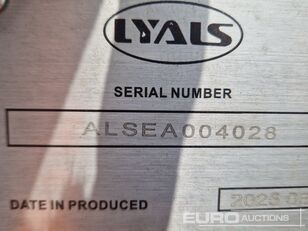 LYALS
SERIAL NUMBER
ALSEA004028
DATE IN PRODUCED
EURO
AUCTIONS